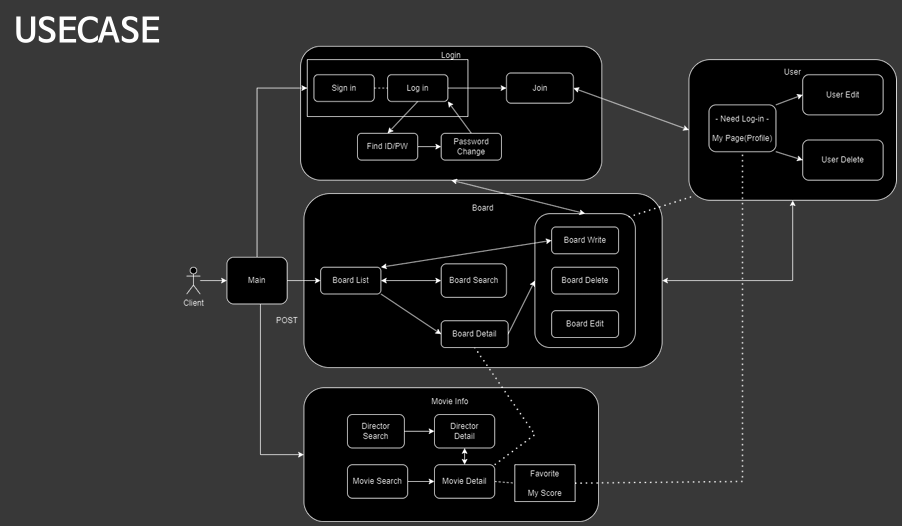 USECASE
Login
Sign in
Log in
Join
Find ID/PW
Password
Change
User
User Edit
- Need Log-in -
My Page(Profile)
User Delete
Board
Board Write
Board List
Board Search
Board Delete
Board Detail
Board Edit
Client
Main
POST
Movie Info
Director
Search
Director
Detail
Movie Search
Movie Detail
Favorite
My Score